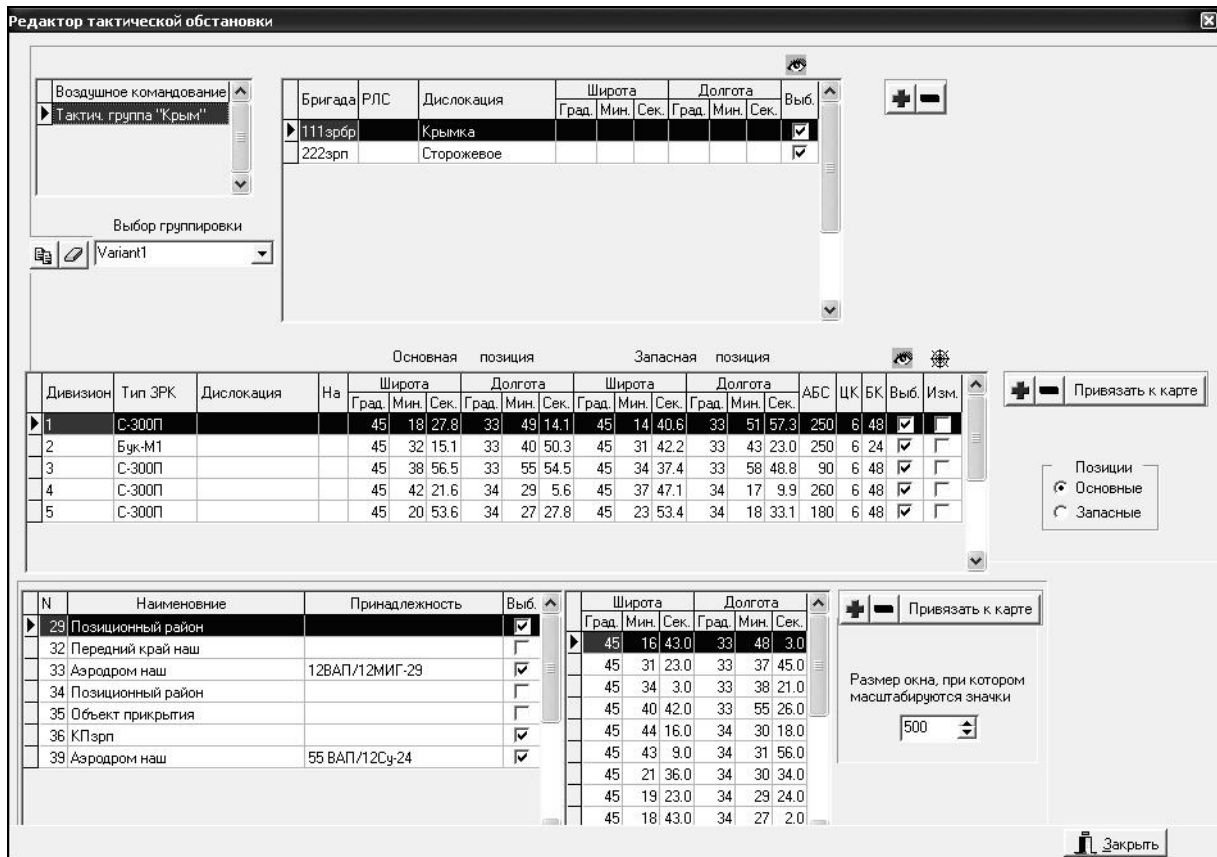 Редактор тактической обстановки
Воздушное командование
Тактич. группа "Крым"
Выбор группировки
Variant1
Бригада РЛС Дислокация Широта Долгота Выб.
Град. Мин. Сек. Град. Мин. Сек.
111зрбр Крымка
222зрп Сторожевое
Основная позиция Запасная позиция
Дивизион Тип ЗРК Дислокация На Широта Долгота Широта Долгота АБС ЦК БК Выб. Изм.
Град. Мин. Сек. Град. Мин. Сек. Град. Мин. Сек. Град. Мин. Сек.
1 С-300П 45 18 27.8 33 49 14.1 45 14 40.6 33 51 57.3 250 6 48
2 Бук-М1 45 32 15.1 33 40 50.3 45 31 42.2 33 43 23.0 250 6 24
3 С-300П 45 38 56.5 33 55 54.5 45 34 37.4 33 58 48.8 90 6 48
4 С-300П 45 42 21.6 34 29 5.6 45 37 47.1 34 17 9.9 260 6 48
5 С-300П 45 20 53.6 34 27 27.8 45 23 53.4 34 18 33.1 180 6 48
Привязать к карте
Позиции
Основные
Запасные
N Наименовние Принадлежность Выб.
29 Позиционный район
32 Передний край наш
33 Аэродром наш 12ВАП/12МИГ-29
34 Позиционный район
35 Объект прикрытия
36 КПзрп
39 Аэродром наш 55 ВАП/12Су-24
Широта Долгота
Град. Мин. Сек. Град. Мин. Сек.
45 16 43.0 33 48 3.0
45 31 23.0 33 37 45.0
45 34 3.0 33 38 21.0
45 40 42.0 33 55 26.0
45 44 16.0 34 30 18.0
45 43 9.0 34 31 56.0
45 21 36.0 34 30 34.0
45 19 23.0 34 29 24.0
45 18 43.0 34 27 2.0
Привязать к карте
Размер окна, при котором
масштабируются значки
500
Закрыть